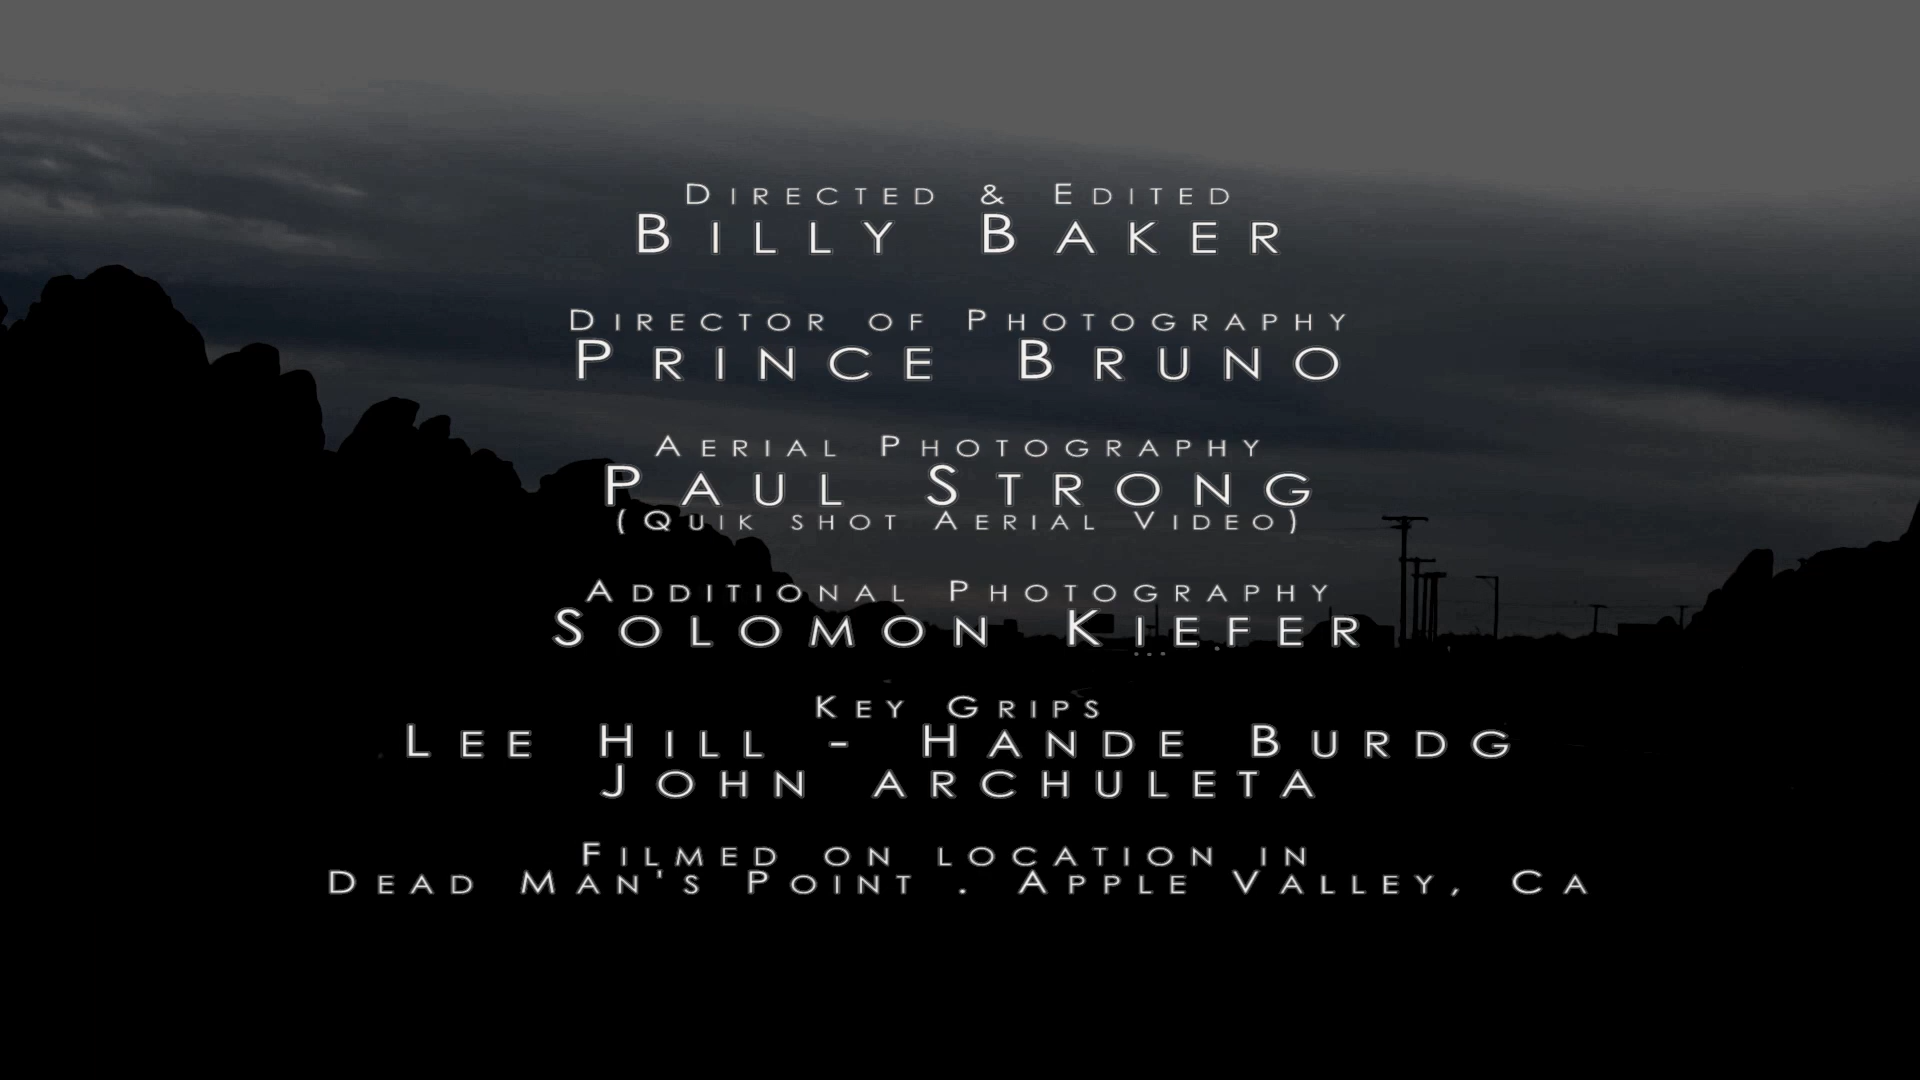 Directed & Edited
Billy Baker
Director of Photography
Prince Bruno
Aerial Photography
Paul Strong
(Quik shot Aerial Video)
Additional Photography
Solomon Kiefer
Key Grips
Lee Hill - Hande Burdg
John archuleta
Filmed on location in
Dead Man's Point . Apple Valley, Ca